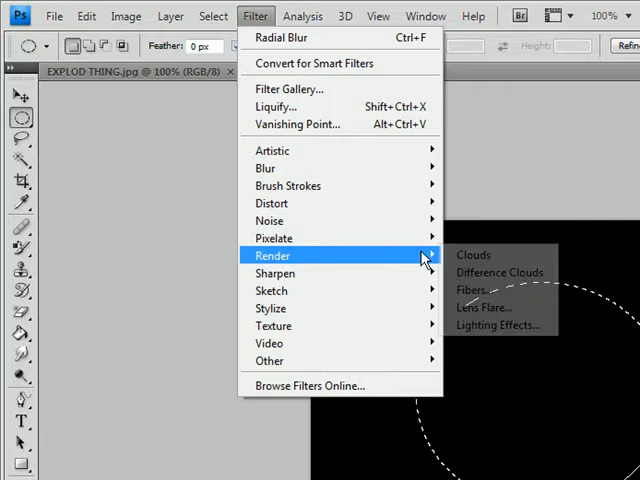 Ps File Edit Image Layer Select Filter Analysis 3D View Window Help Br 100%
Feather: 0 px Height: Refin
EXPLOD THING.jpg @ 100% (RGB/8) ×
Radial Blur Ctrl+F
Convert for Smart Filters
Filter Gallery...
Liquify... Shift+Ctrl+X
Vanishing Point... Alt+Ctrl+V
Artistic
Blur
Brush Strokes
Distort
Noise
Pixelate
Render
Sharpen
Sketch
Stylize
Texture
Video
Other
Browse Filters Online...
Clouds
Difference Clouds
Fibers...
Lens Flare...
Lighting Effects...